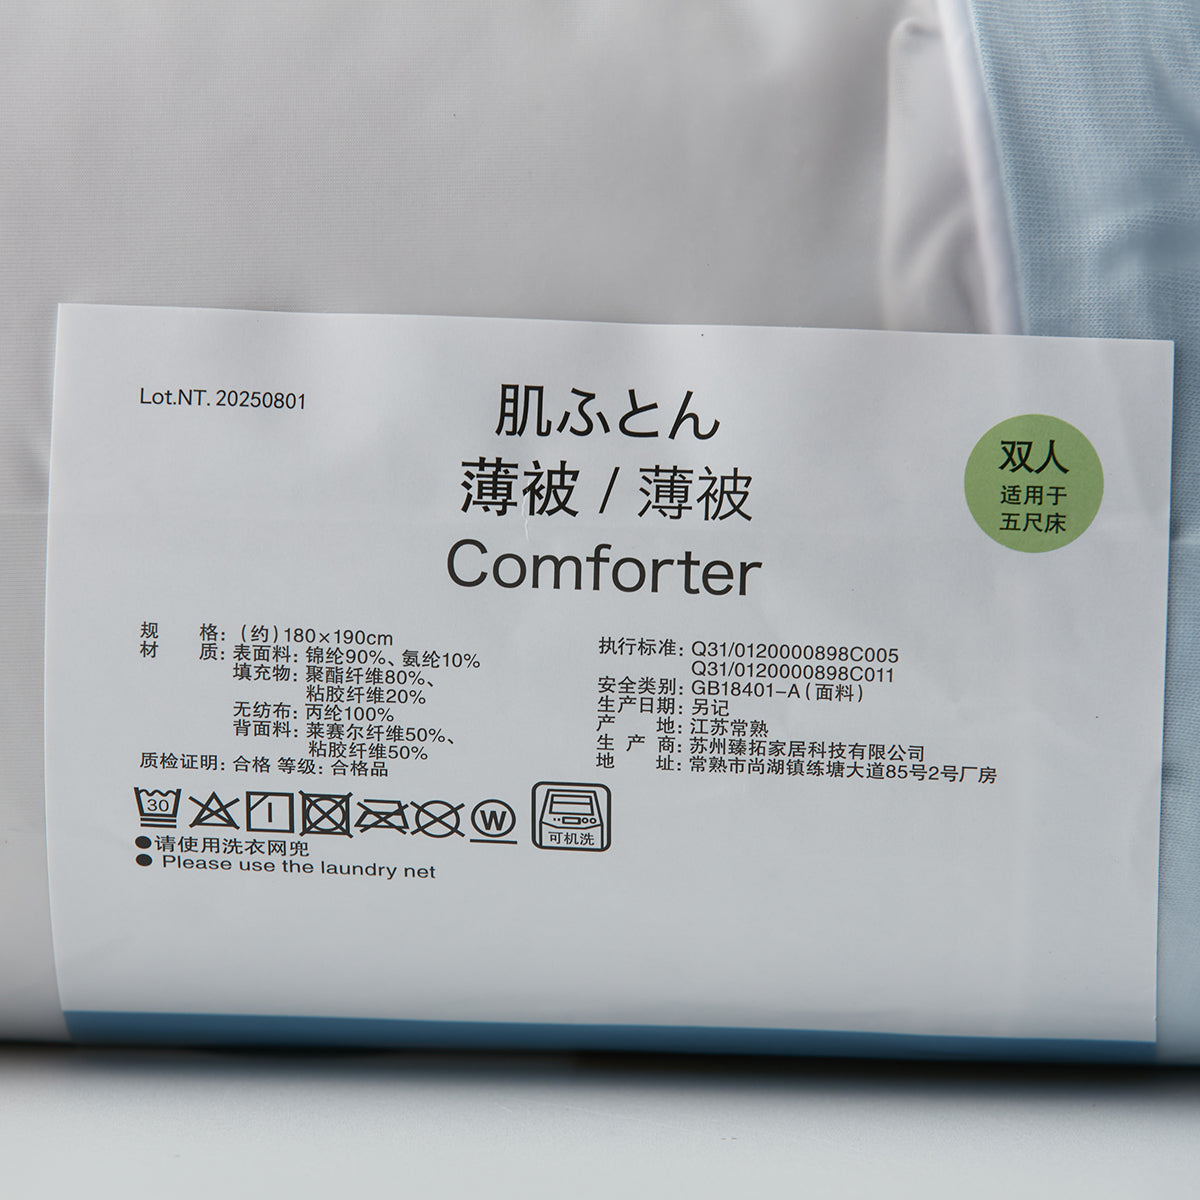 Lot.NT. 20250801
肌ふとん
薄被 / 薄被
Comforter
双人
适用于
五尺床
规 格: (约) 180×190cm
材 质: 表面料: 锦纶90%、氨纶10%
填充物: 聚酯纤维80%、
粘胶纤维20%
无纺布: 丙纶100%
背面料: 莱赛尔纤维50%、
粘胶纤维50%
质检证明: 合格 等级: 合格品
执行标准: Q31/0120000898C005
Q31/0120000898C011
安全类别: GB18401-A (面料)
生产日期: 另记
产 地: 江苏常熟
生 产 商: 苏州臻拓家居科技有限公司
地 址: 常熟市尚湖镇练塘大道85号2号厂房
30
W
可机洗
●请使用洗衣网兜
● Please use the laundry net